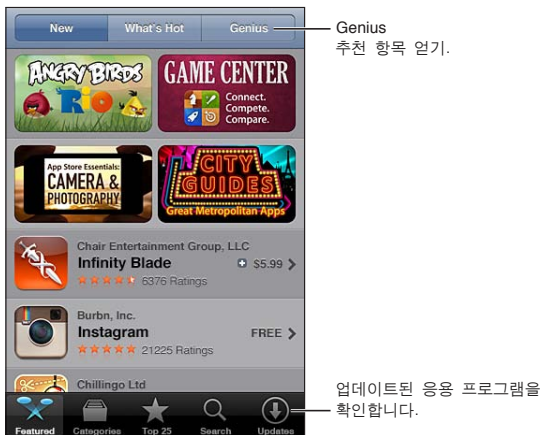 New What's Hot Genius
Genius
추천 항목 얻기.
ANGRY BIRDS
RIO
GAME CENTER
Connect.
Compete.
Compare.
App Store Essentials:
CAMERA &
PHOTOGRAPHY
CITY
GUIDES
Great Metropolitan Apps
Chair Entertainment Group, LLC
Infinity Blade $5.99
6376 Ratings
Burbn, Inc.
Instagram FREE
21225 Ratings
Chillingo Ltd
업데이트된 응용 프로그램을
확인합니다.
Featured Categories Top 25 Search Updates